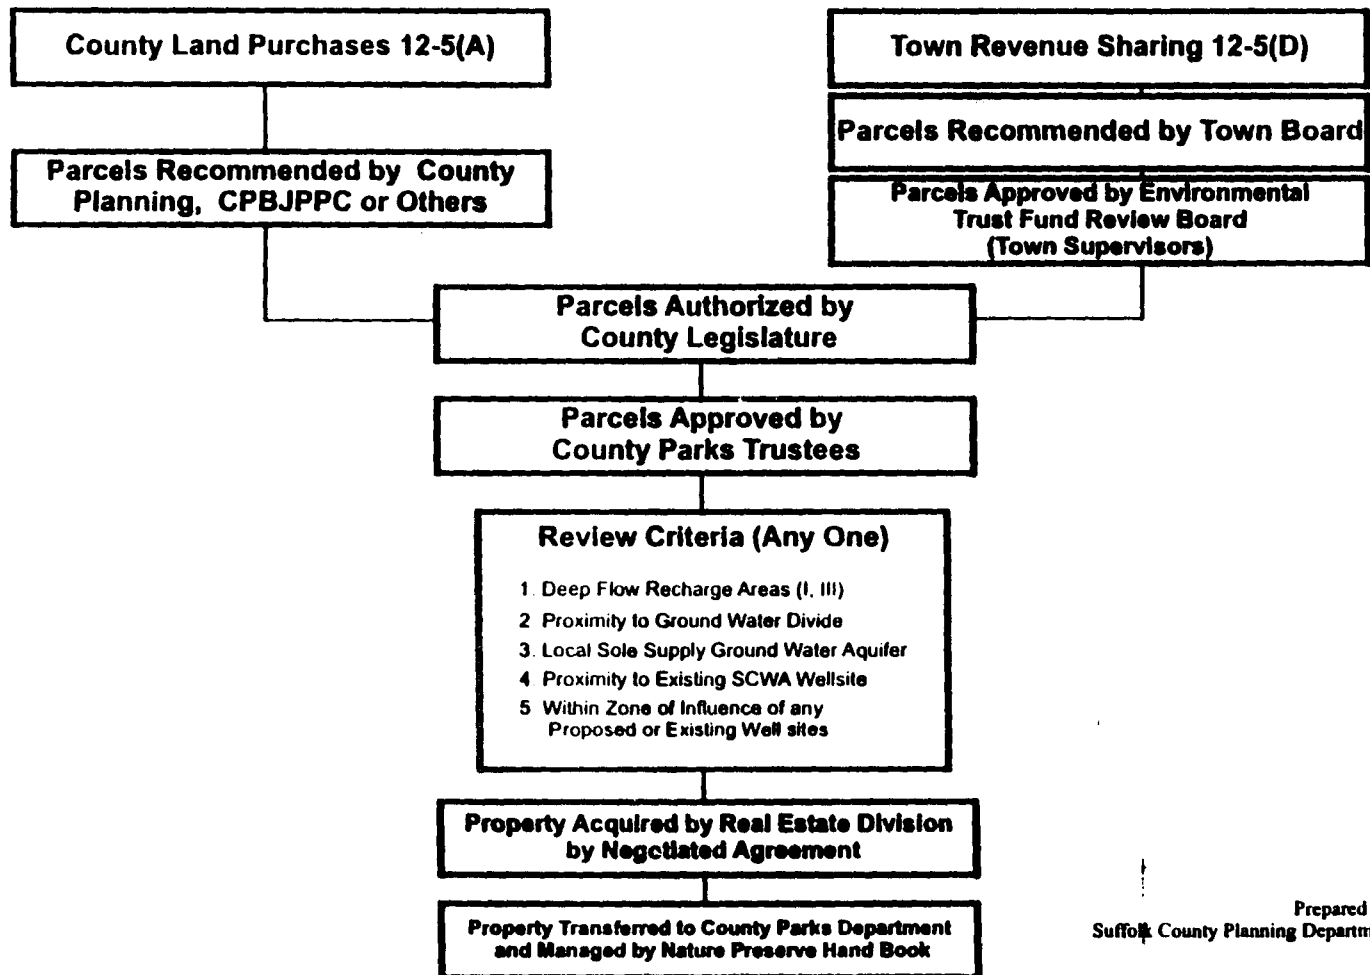 County Land Purchases 12-5(A)
Parcels Recommended by County
Planning, CPBJPPC or Others
Town Revenue Sharing 12-5(D)
Parcels Recommended by Town Board
Parcels Approved by Environmental
Trust Fund Review Board
(Town Supervisors)
Parcels Authorized by
County Legislature
Parcels Approved by
County Parks Trustees
Review Criteria (Any One)
1. Deep Flow Recharge Areas (I, III)
2 Proximity to Ground Water Divide
3. Local Sole Supply Ground Water Aquifer
4 Proximity to Existing SCWA Wellsite
5 Within Zone of Influence of any
Proposed or Existing Well sites
Property Acquired by Real Estate Division
by Negotiated Agreement
Property Transferred to County Parks Department
and Managed by Nature Preserve Hand Book
Prepared
Suffolk County Planning Departm